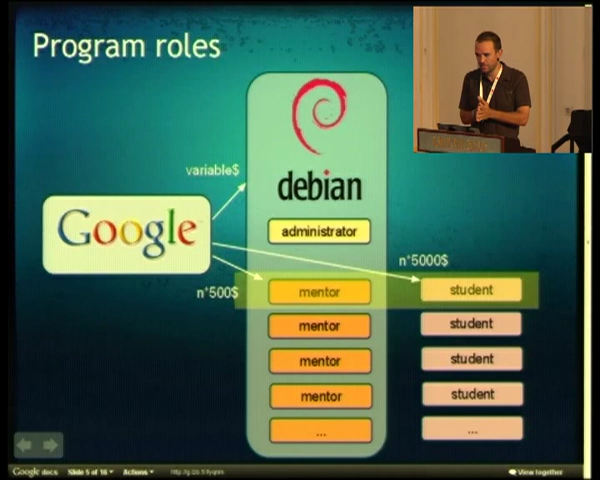 Program roles
variable$
debian
Google™
administrator
n*5000$
n*500$
mentor
student
mentor
student
mentor
student
mentor
student
...
...
Google docs
Slide 5 of 16
Actions
View together